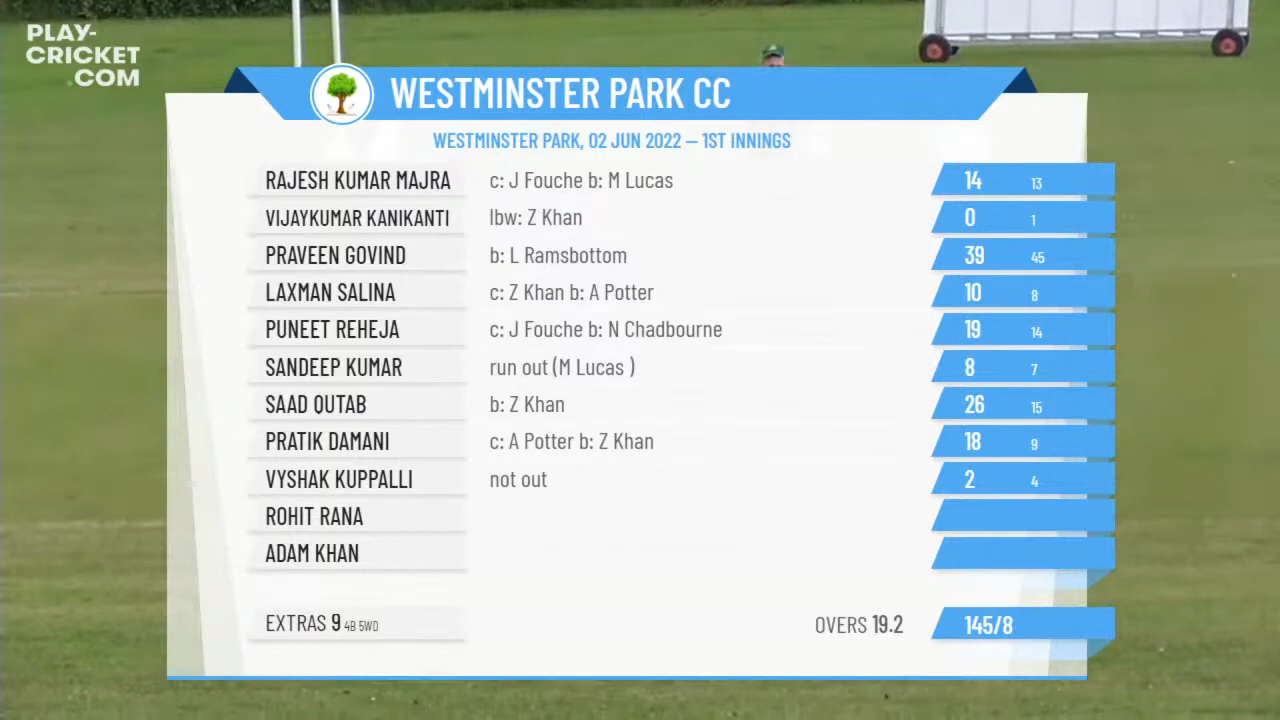 PLAY-
CRICKET
.COM
WESTMINSTER PARK CC
WESTMINSTER PARK, 02 JUN 2022 – 1ST INNINGS
RAJESH KUMAR MAJRA c: J Fouche b: M Lucas 14 13
VIJAYKUMAR KANIKANTI lbw: Z Khan 0 1
PRAVEEN GOVIND b: L Ramsbottom 39 45
LAXMAN SALINA c: Z Khan b: A Potter 10 8
PUNEET REHEJA c: J Fouche b: N Chadbourne 19 14
SANDEEP KUMAR run out (M Lucas ) 8 7
SAAD QUTAB b: Z Khan 26 15
PRATIK DAMANI c: A Potter b: Z Khan 18 9
VYSHAK KUPPALLI not out 2 4
ROHIT RANA
ADAM KHAN
EXTRAS 9 4B 5WD OVERS 19.2 145/8